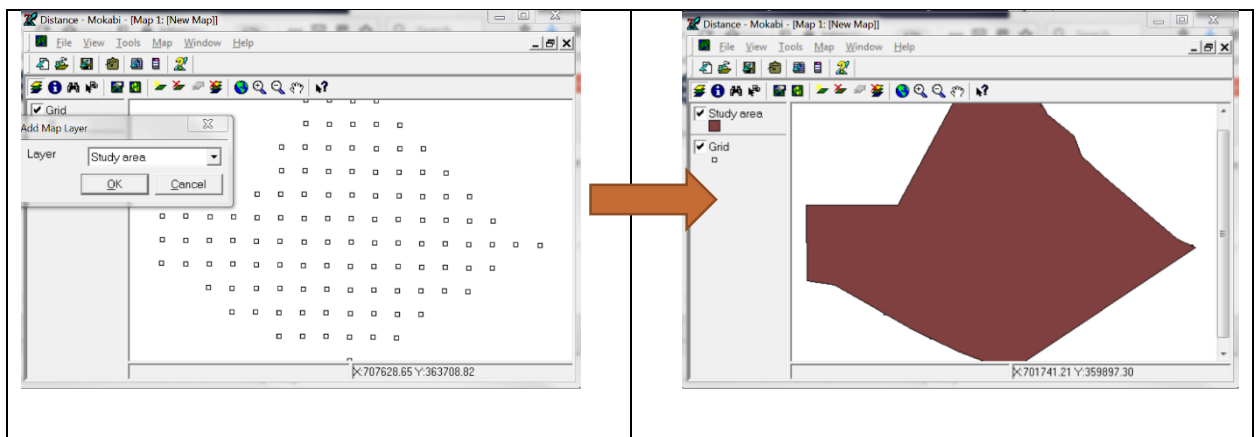 Distance - Mokabi - [Map 1: [New Map]]
File View Tools Map Window Help
Grid
Add Map Layer
Layer Study area
OK Cancel
X:707628.65 Y:363708.82
Distance - Mokabi - [Map 1: [New Map]]
File View Tools Map Window Help
Study area
Grid
X:701741.21 Y:359897.30